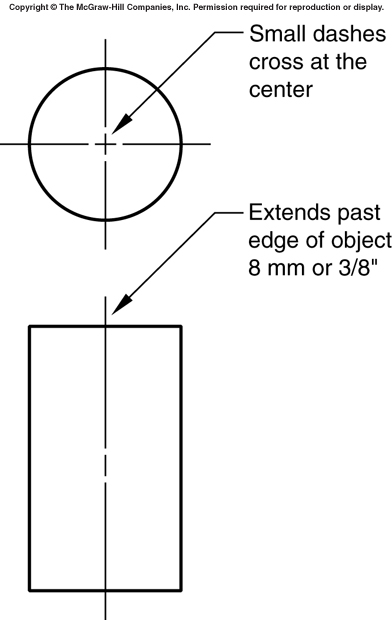 Copyright © The McGraw-Hill Companies, Inc. Permission required for reproduction or display.
Small dashes
cross at the
center
Extends past
edge of object
8 mm or 3/8"